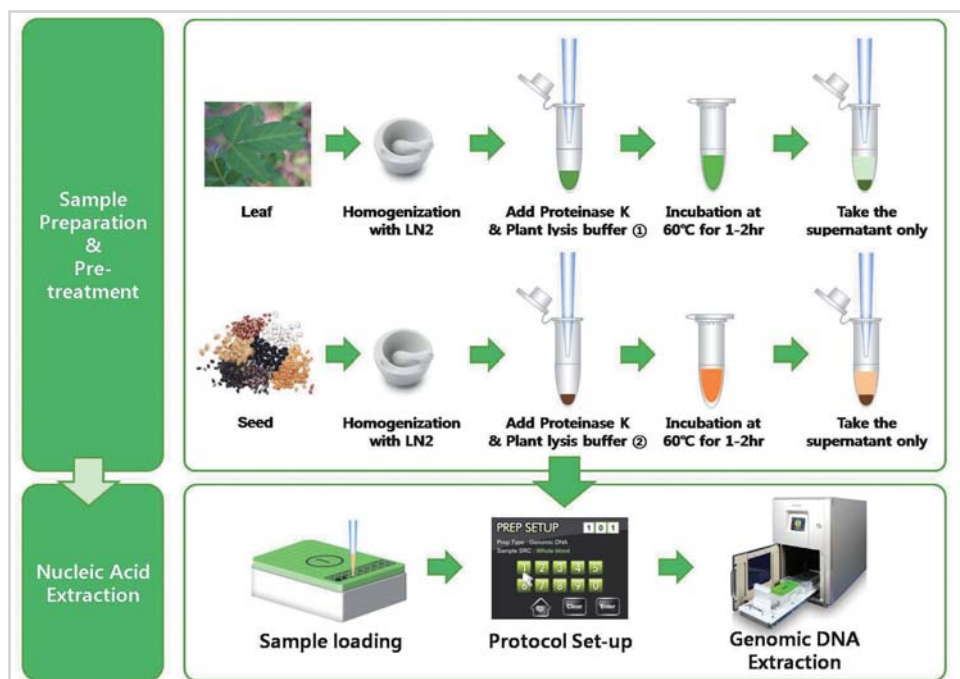 Sample
Preparation
&
Pre-
treatment
Leaf
Homogenization
with LN2
Add Proteinase K
& Plant lysis buffer ①
Incubation at
60℃ for 1-2hr
Take the
supernatant only
Seed
Homogenization
with LN2
Add Proteinase K
& Plant lysis buffer ②
Incubation at
60℃ for 1-2hr
Take the
supernatant only
Nucleic Acid
Extraction
Sample loading
PREP SETUP 1 0 1
Prep Type : Genomic DNA
Sample SRC : Whole blood
1 2 3 4 5
6 7 8 9 0
Clear Enter
Protocol Set-up
Genomic DNA
Extraction